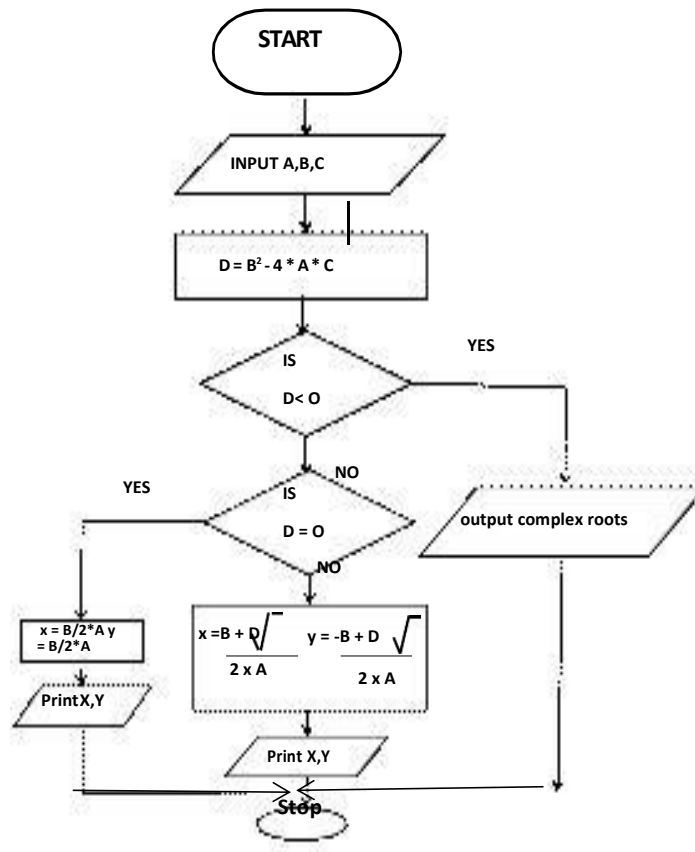 START
INPUT A,B,C
D = B² - 4 * A * C
YES
IS
D< O
NO
YES
IS
D = O
output complex roots
NO
x = B/2*A y
= B/2*A
x =B + D√ y = -B + D √
2 x A 2 x A
PrintX,Y
Print X,Y
Stop